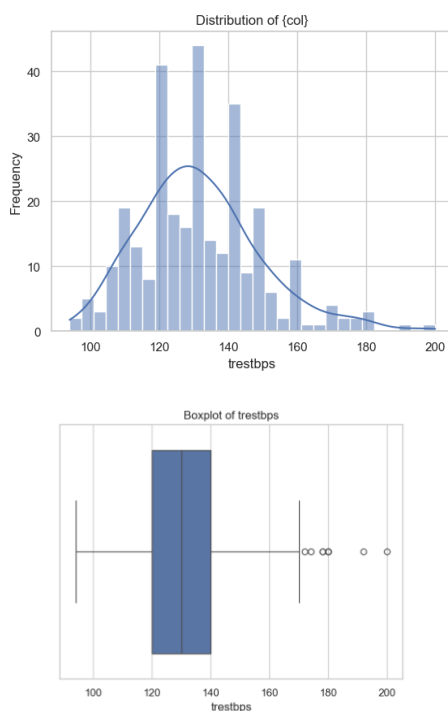 Distribution of {col}
40
30
20
10
0
Frequency
100 120 140 160 180 200
trestbps
Boxplot of trestbps
100 120 140 160 180 200
trestbps